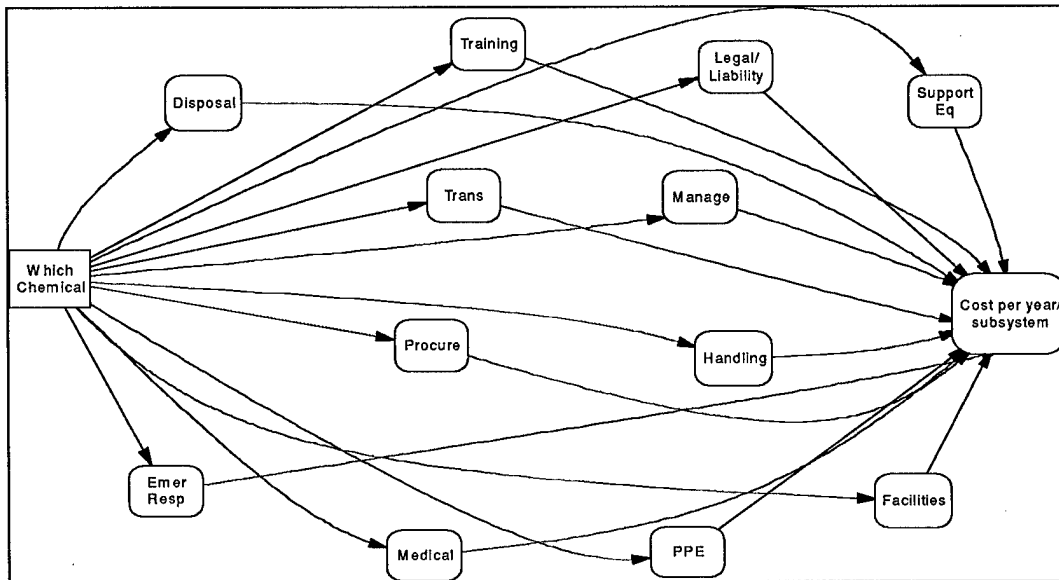 Training
Legal/
Liability
Support
Eq
Disposal
Trans
Manage
Which
Chemical
Cost per year/
subsystem
Procure
Handling
Emer
Resp
Facilities
Medical
PPE